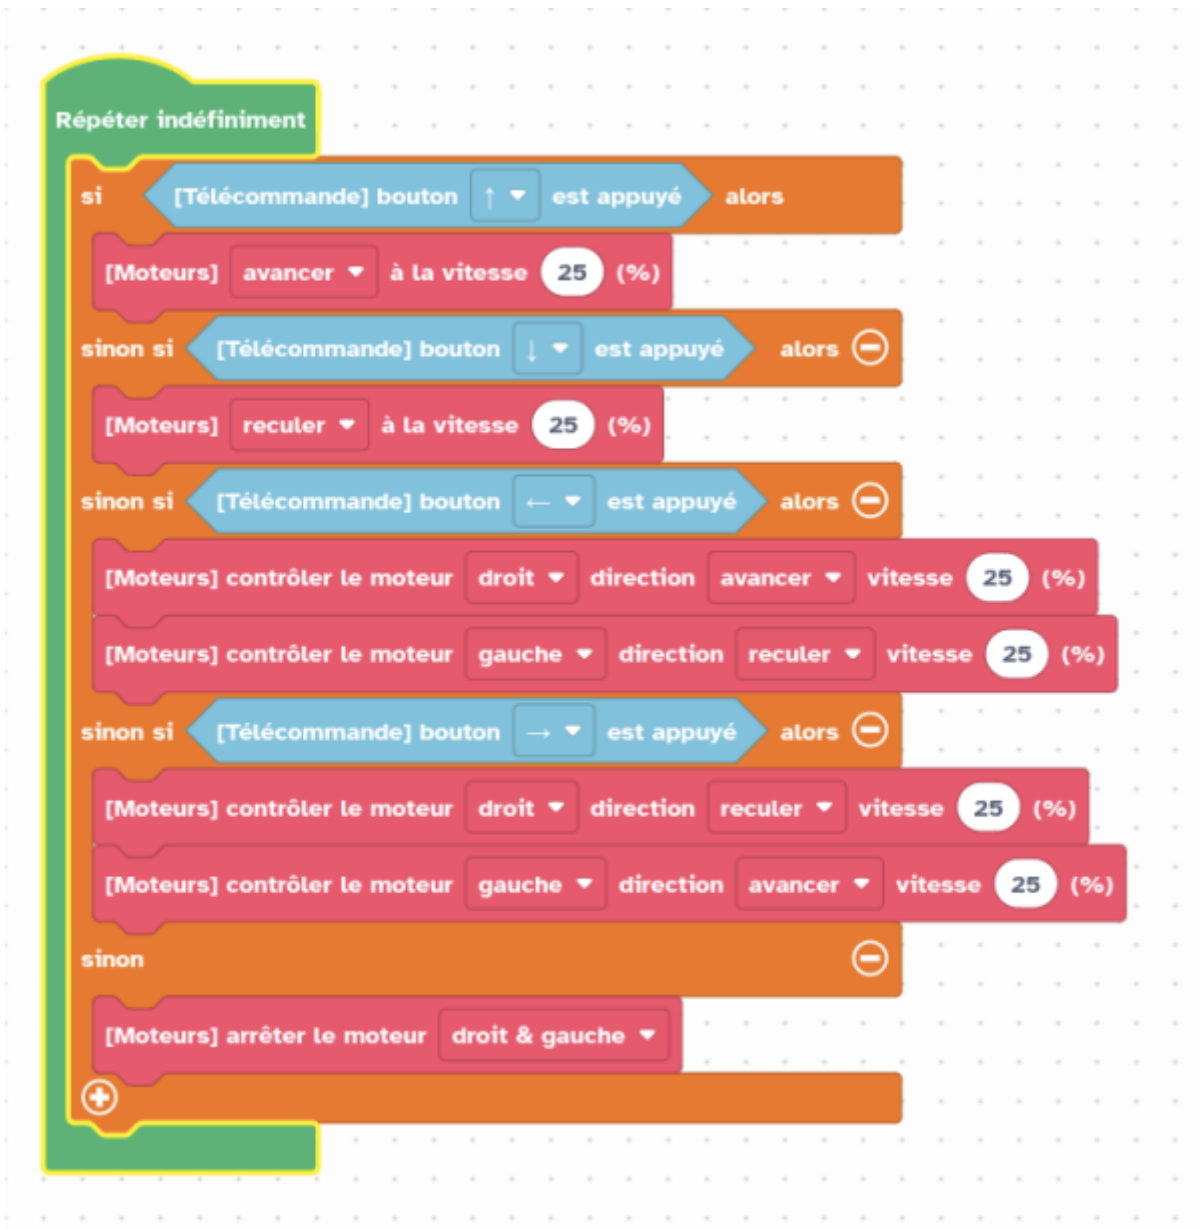 Répéter indéfiniment
si [Télécommande] bouton ↑ est appuyé alors
[Moteurs] avancer à la vitesse 25 (%)
sinon si [Télécommande] bouton ↓ est appuyé alors
[Moteurs] reculer à la vitesse 25 (%)
sinon si [Télécommande] bouton ← est appuyé alors
[Moteurs] contrôler le moteur droit direction avancer vitesse 25 (%)
[Moteurs] contrôler le moteur gauche direction reculer vitesse 25 (%)
sinon si [Télécommande] bouton → est appuyé alors
[Moteurs] contrôler le moteur droit direction reculer vitesse 25 (%)
[Moteurs] contrôler le moteur gauche direction avancer vitesse 25 (%)
sinon
[Moteurs] arrêter le moteur droit & gauche